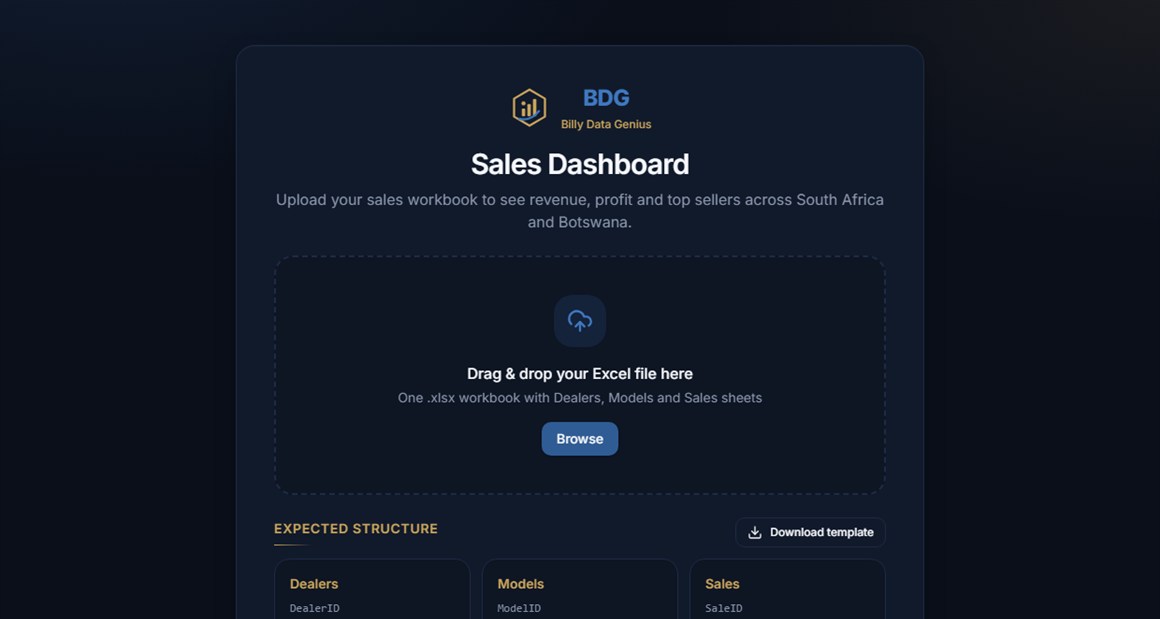 BDG
Billy Data Genius
Sales Dashboard
Upload your sales workbook to see revenue, profit and top sellers across South Africa
and Botswana.
Drag & drop your Excel file here
One .xlsx workbook with Dealers, Models and Sales sheets
Browse
EXPECTED STRUCTURE
Download template
Dealers
Models
Sales
DealerID
ModelID
SaleID